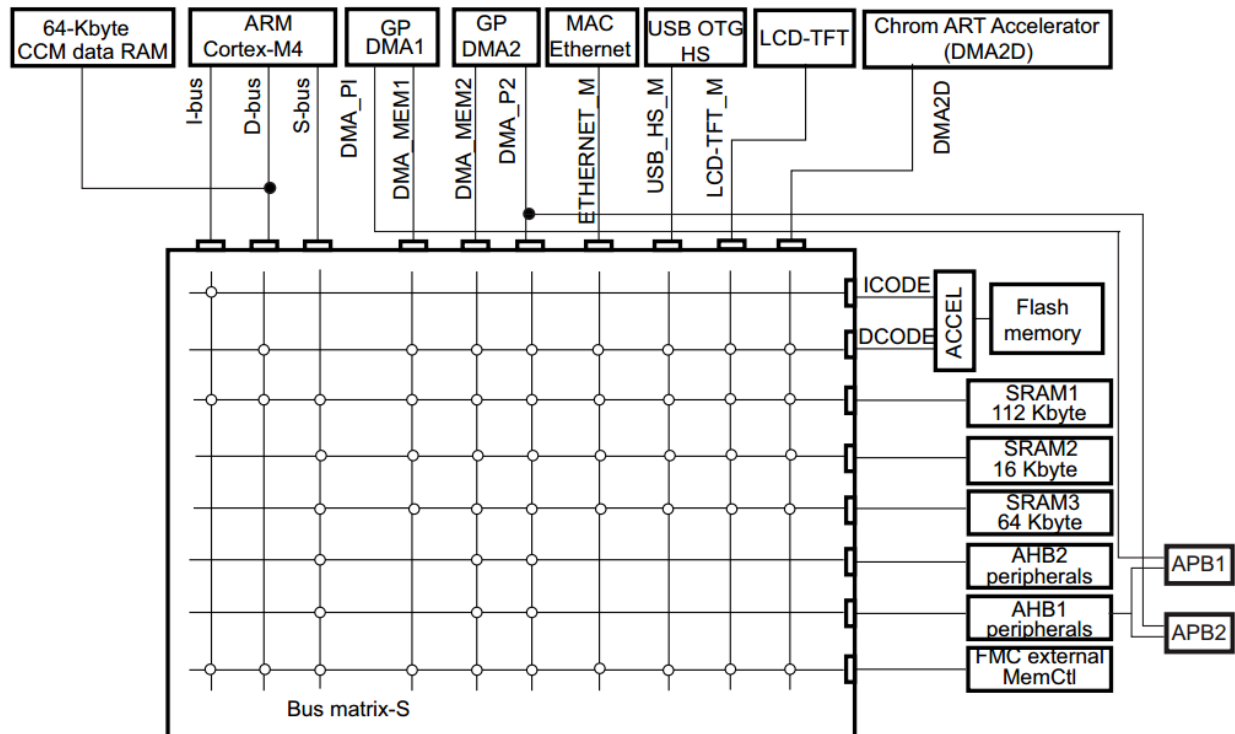 64-Kbyte
CCM data RAM
ARM
Cortex-M4
GP
DMA1
GP
DMA2
MAC
Ethernet
USB OTG
HS
LCD-TFT
Chrom ART Accelerator
(DMA2D)
I-bus
D-bus
S-bus
DMA_PI
DMA_MEM1
DMA_MEM2
DMA_P2
ETHERNET_M
USB_HS_M
LCD-TFT_M
DMA2D
ICODE
DCODE
ACCEL
Flash
memory
SRAM1
112 Kbyte
SRAM2
16 Kbyte
SRAM3
64 Kbyte
AHB2
peripherals
AHB1
peripherals
FMC external
MemCtl
APB1
APB2
Bus matrix-S